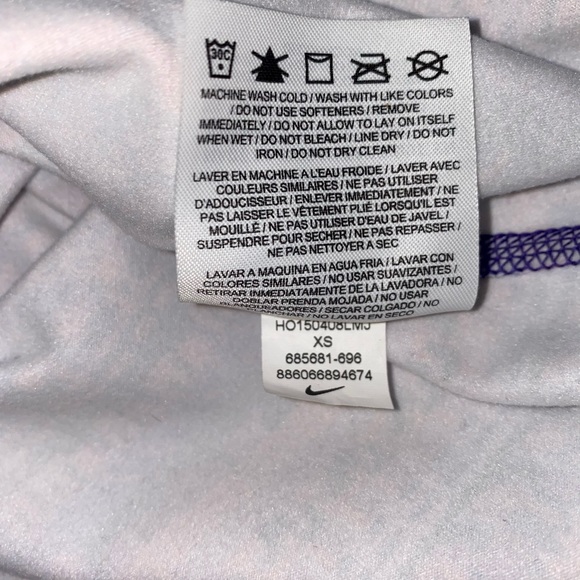 30C
MACHINE WASH COLD / WASH WITH LIKE COLORS
/ DO NOT USE SOFTENERS / REMOVE
IMMEDIATELY / DO NOT ALLOW TO LAY ON ITSELF
WHEN WET / DO NOT BLEACH / LINE DRY / DO NOT
IRON / DO NOT DRY CLEAN
LAVER EN MACHINE A L'EAU FROIDE / LAVER AVEC
COULEURS SIMILAIRES / NE PAS UTILISER
D'ADOUCISSEUR / ENLEVER IMMEDIATEMENT / NE
PAS LAISSER LE VÊTEMENT PLIÉ LORSQU'IL EST
MOUILLÉ / NE PAS UTILISER D'EAU DE JAVEL /
SUSPENDRE POUR SECHER / NE PAS REPASSER /
NE PAS NETTOYER A SEC
LAVAR A MAQUINA EN AGUA FRIA / LAVAR CON
COLORES SIMILARES / NO USAR SUAVIZANTES /
RETIRAR INMEDIATAMENTE DE LA LAVADORA / NO
DOBLAR PRENDA MOJADA / NO USAR
BLANQUEADORES / SECAR COLGADO / NO
PLANCHAR / NO LAVAR EN SECO
HO150408LMJ
XS
685681-696
886066894674